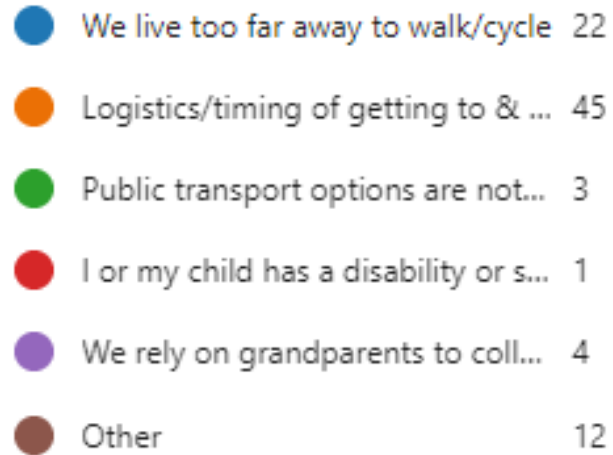 We live too far away to walk/cycle 22
Logistics/timing of getting to & ... 45
Public transport options are not... 3
I or my child has a disability or s... 1
We rely on grandparents to coll... 4
Other 12